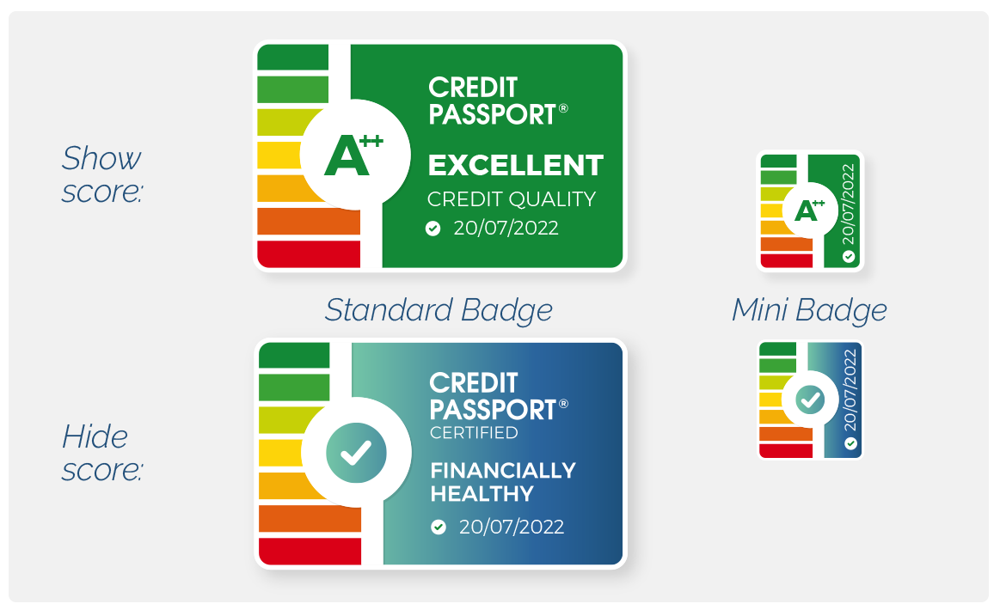 Show
score:
CREDIT
PASSPORT®
A++
EXCELLENT
CREDIT QUALITY
20/07/2022
A++
20/07/2022
Standard Badge
Mini Badge
Hide
score:
CREDIT
PASSPORT®
CERTIFIED
FINANCIALLY
HEALTHY
20/07/2022
20/07/2022